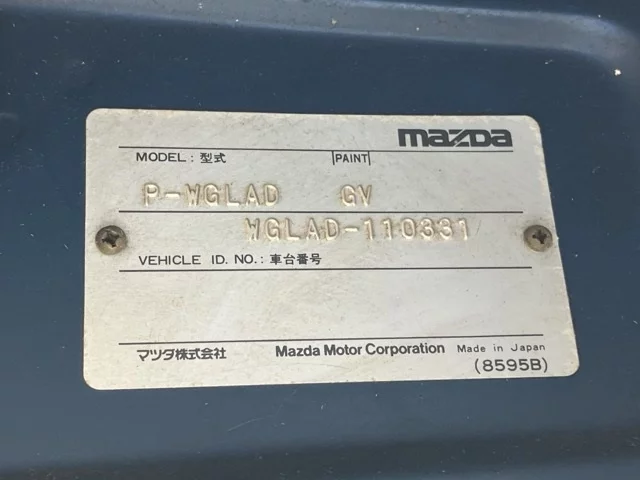 mazda
MODEL: 型式 PAINT
P-WGLAD GV
WGLAD-110331
VEHICLE ID. NO.: 車台番号
マツダ株式会社 Mazda Motor Corporation Made in Japan
(8595B)